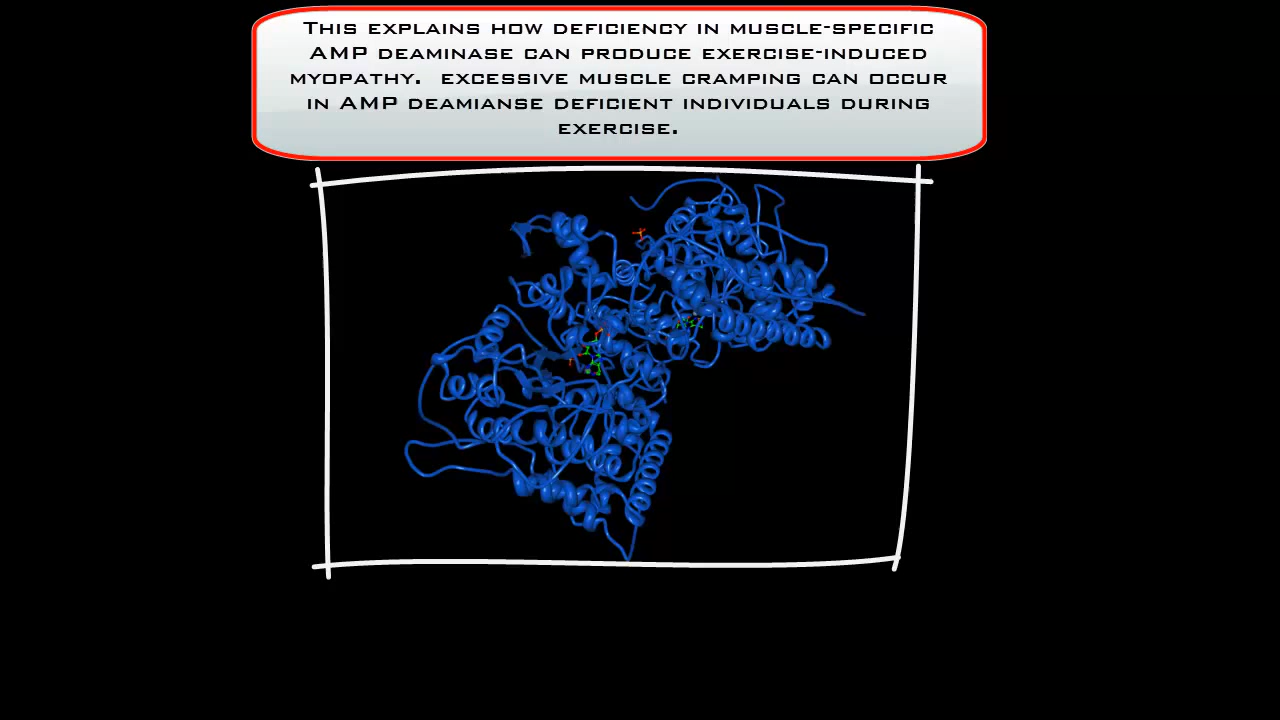 This explains how deficiency in muscle-specific
AMP deaminase can produce exercise-induced
myopathy.  excessive muscle cramping can occur
in AMP deamianse deficient individuals during
exercise.